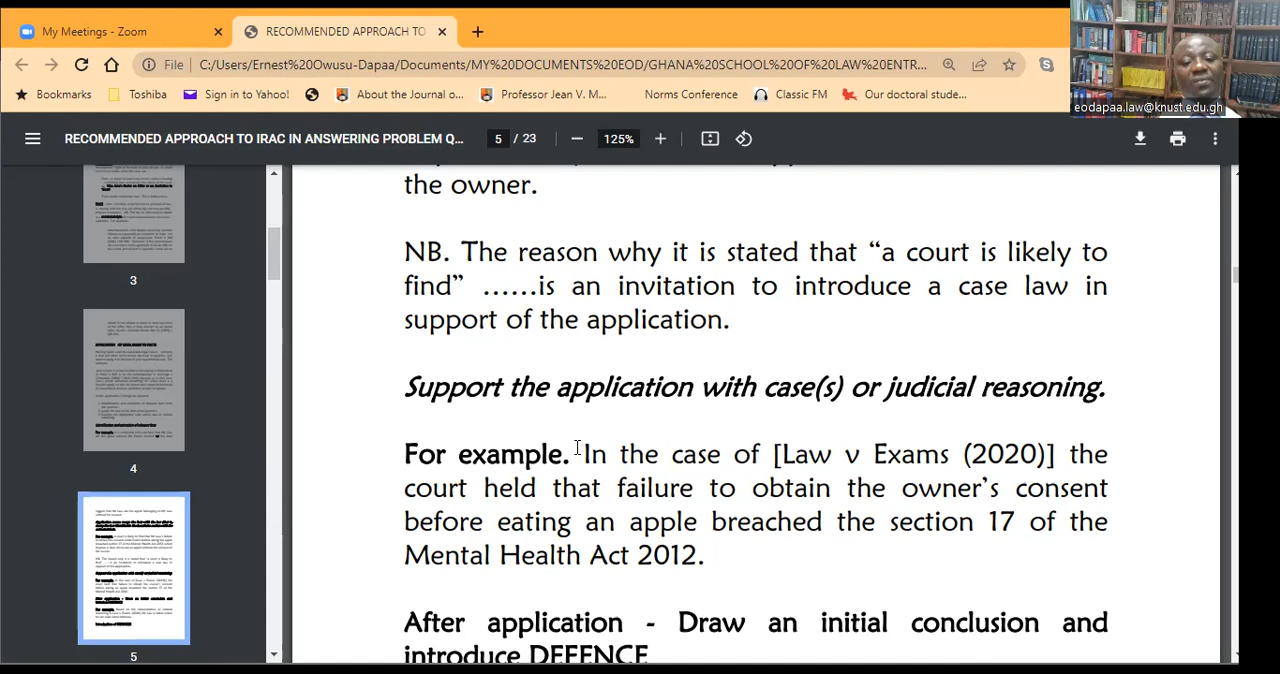 My Meetings - Zoom
RECOMMENDED APPROACH TO
File
C:/Users/Ernest%20Owusu-Dapa/Documents/MY%20DOCUMENTS%20EOD/GHANA%20SCHOOL%20OF%20LAW%20ENTR...
eodapaa.law@knust.edu.gh
Bookmarks
Toshiba
Sign in to Yahoo!
About the Journal o...
Professor Jean V. M...
Norms Conference
Classic FM
Our doctoral stude...
RECOMMENDED APPROACH TO IRAC IN ANSWERING PROBLEM Q...
5 / 23
125%
3
4
5
the owner.
NB. The reason why it is stated that “a court is likely to
find” ……is an invitation to introduce a case law in
support of the application.
Support the application with case(s) or judicial reasoning.
For example. In the case of [Law v Exams (2020)] the
court held that failure to obtain the owner’s consent
before eating an apple breached the section 17 of the
Mental Health Act 2012.
After application - Draw an initial conclusion and
introduce DEFENCE